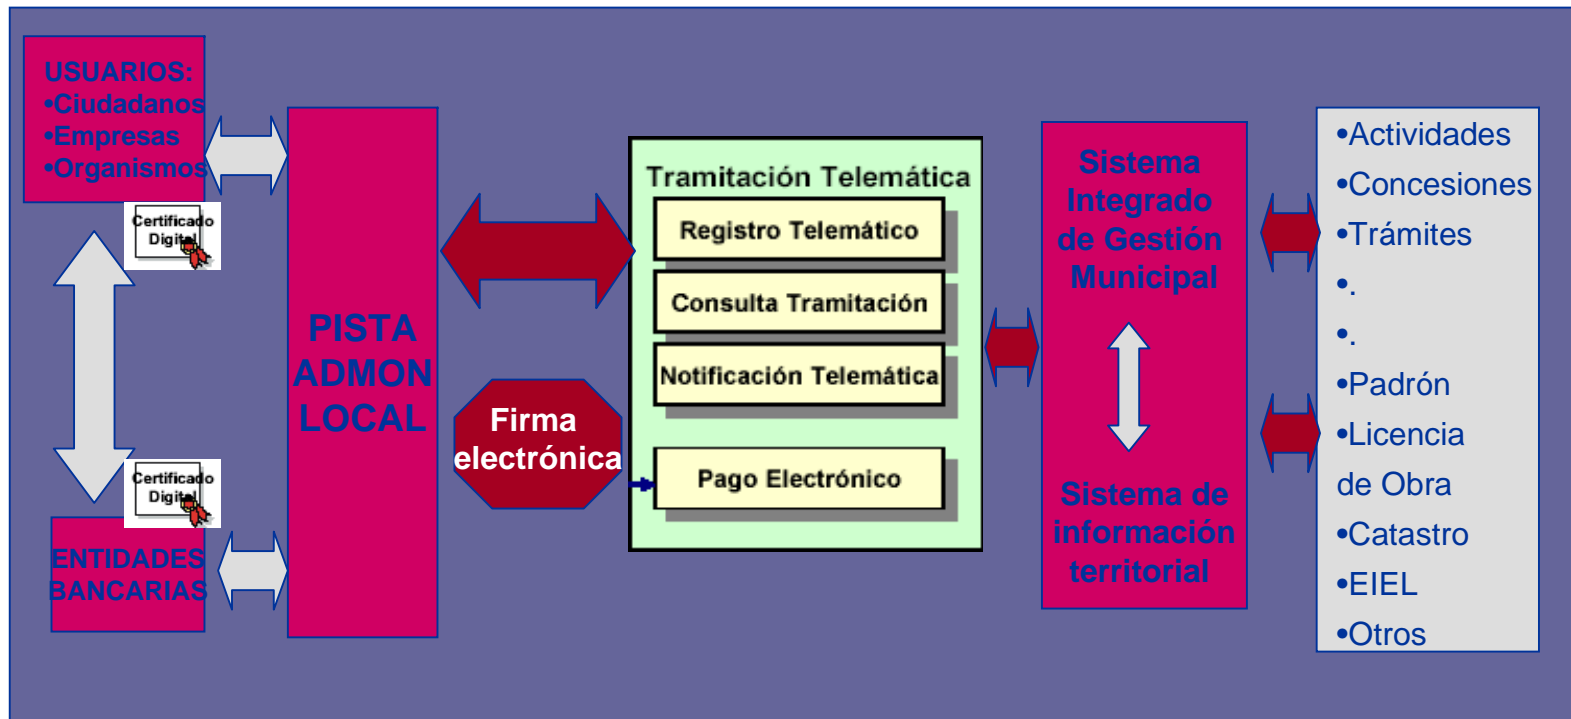 USUARIOS:
•Ciudadanos
•Empresas
•Organismos
Certificado
Digital
Certificado
Digital
ENTIDADES
BANCARIAS
PISTA
ADMON
LOCAL
Firma
electrónica
Tramitación Telemática
Registro Telemático
Consulta Tramitación
Notificación Telemática
Pago Electrónico
Sistema
Integrado
de Gestión
Municipal
Sistema de
información
territorial
•Actividades
•Concesiones
•Trámites
•.
•.
•Padrón
•Licencia
de Obra
•Catastro
•EIEL
•Otros